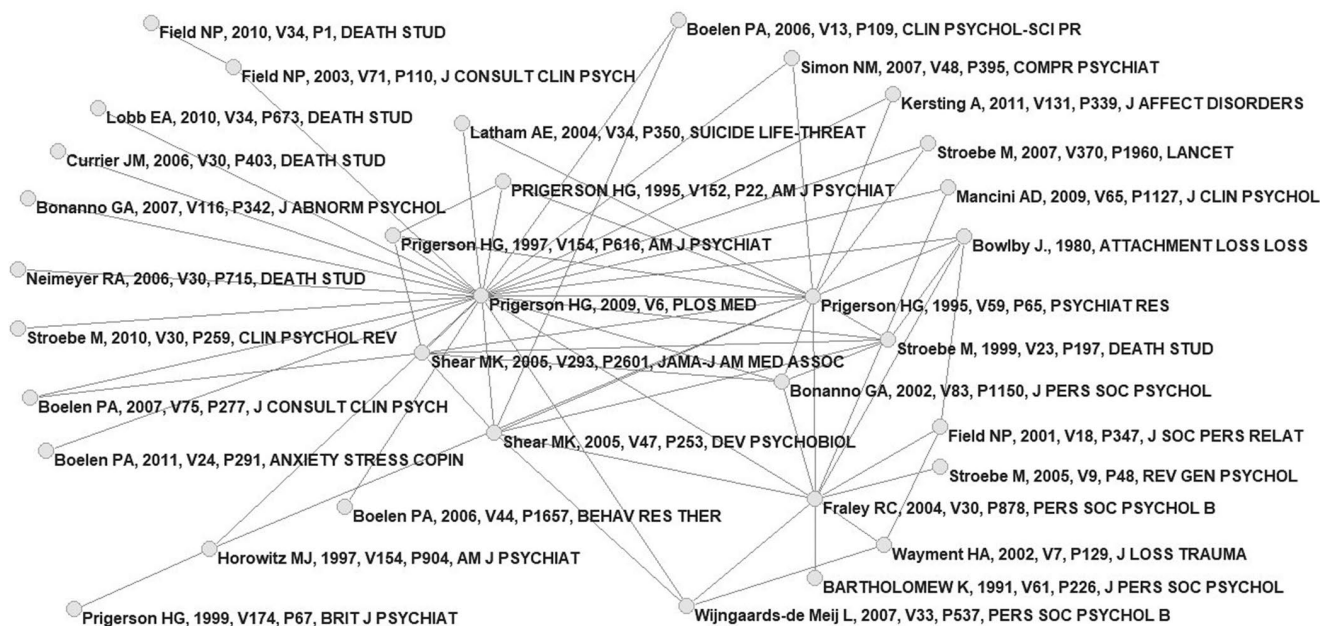 Field NP, 2010, V34, P1, DEATH STUD
Boelen PA, 2006, V13, P109, CLIN PSYCHOL-SCI PR
Field NP, 2003, V71, P110, J CONSULT CLIN PSYCH
Simon NM, 2007, V48, P395, COMPR PSYCHIAT
Kersting A, 2011, V131, P339, J AFFECT DISORDERS
Lobb EA, 2010, V34, P673, DEATH STUD
Latham AE, 2004, V34, P350, SUICIDE LIFE-THREAT
Stroebe M, 2007, V370, P1960, LANCET
Currier JM, 2006, V30, P403, DEATH STUD
PRIGERSON HG, 1995, V152, P22, AM J PSYCHIAT
Mancini AD, 2009, V65, P1127, J CLIN PSYCHOL
Bonanno GA, 2007, V116, P342, J ABNORM PSYCHOL
Prigerson HG, 1997, V154, P616, AM J PSYCHIAT
Bowlby J., 1980, ATTACHMENT LOSS LOSS
Neimeyer RA, 2006, V30, P715, DEATH STUD
Prigerson HG, 2009, V6, PLOS MED
Prigerson HG, 1995, V59, P65, PSYCHIAT RES
Stroebe M, 2010, V30, P259, CLIN PSYCHOL REV
Shear MK, 2005, V293, P2601, JAMA-J AM MED ASSOC
Stroebe M, 1999, V23, P197, DEATH STUD
Bonanno GA, 2002, V83, P1150, J PERS SOC PSYCHOL
Boelen PA, 2007, V75, P277, J CONSULT CLIN PSYCH
Shear MK, 2005, V47, P253, DEV PSYCHOBIOL
Field NP, 2001, V18, P347, J SOC PERS RELAT
Boelen PA, 2011, V24, P291, ANXIETY STRESS COPIN
Stroebe M, 2005, V9, P48, REV GEN PSYCHOL
Fraley RC, 2004, V30, P878, PERS SOC PSYCHOL B
Boelen PA, 2006, V44, P1657, BEHAV RES THER
Horowitz MJ, 1997, V154, P904, AM J PSYCHIAT
Wayment HA, 2002, V7, P129, J LOSS TRAUMA
BARTHOLOMEW K, 1991, V61, P226, J PERS SOC PSYCHOL
Prigerson HG, 1999, V174, P67, BRIT J PSYCHIAT
Wijngaards-de Meij L, 2007, V33, P537, PERS SOC PSYCHOL B